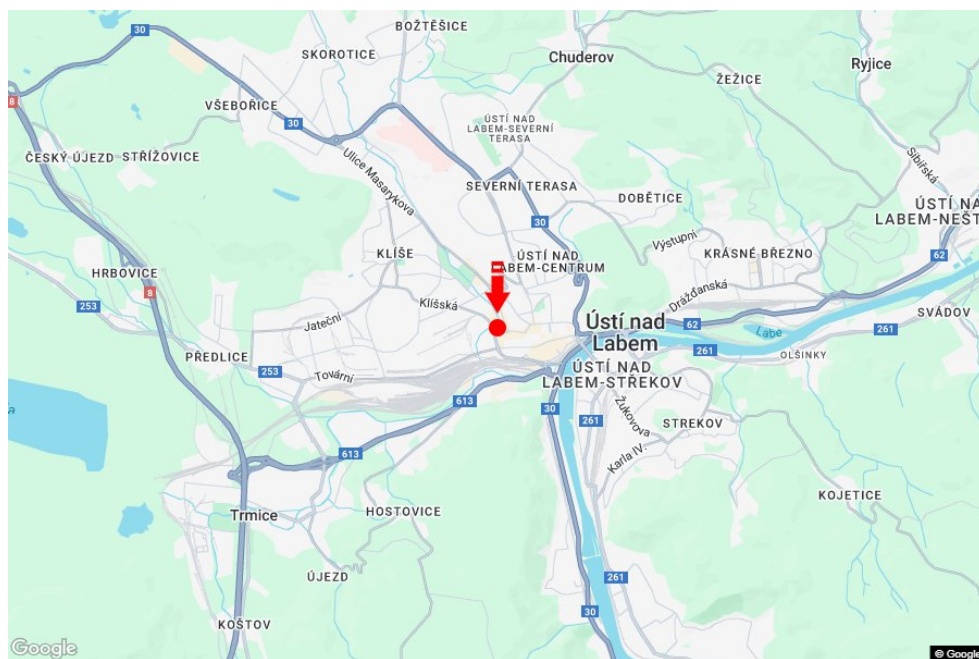 BOŽTĚŠICE
30
SKOROTICE
Chuderov
Ryjice
ŽEŽICE
8
VŠEBOŘICE
30
ÚSTÍ NAD
LABEM-SEVERNÍ
TERASA
ČESKÝ ÚJEZD
STŘÍŽOVICE
Ulice Masarykova
Sibiřská
SEVERNÍ TERASA
DOBĚTICE
ÚSTÍ NA
LABEM-NEŠT
30
Výstupní
KLÍŠE
ÚSTÍ NAD
LABEM-CENTRUM
KRÁSNÉ BŘEZNO
62
HRBOVICE
8
253
Klíšská
Drážďanská
SVÁDOV
Jateční
Ústí nad
Labem
62
Labe
261
PŘEDLICE
261
OLŠINKY
253
Tovární
ÚSTÍ NAD
LABEM-STŘEKOV
613
30
261
Žukovova
STREKOV
613
Karla IV.
KOJETICE
Trmice
HOSTOVICE
ÚJEZD
261
30
KOŠTOV
Google
© Google